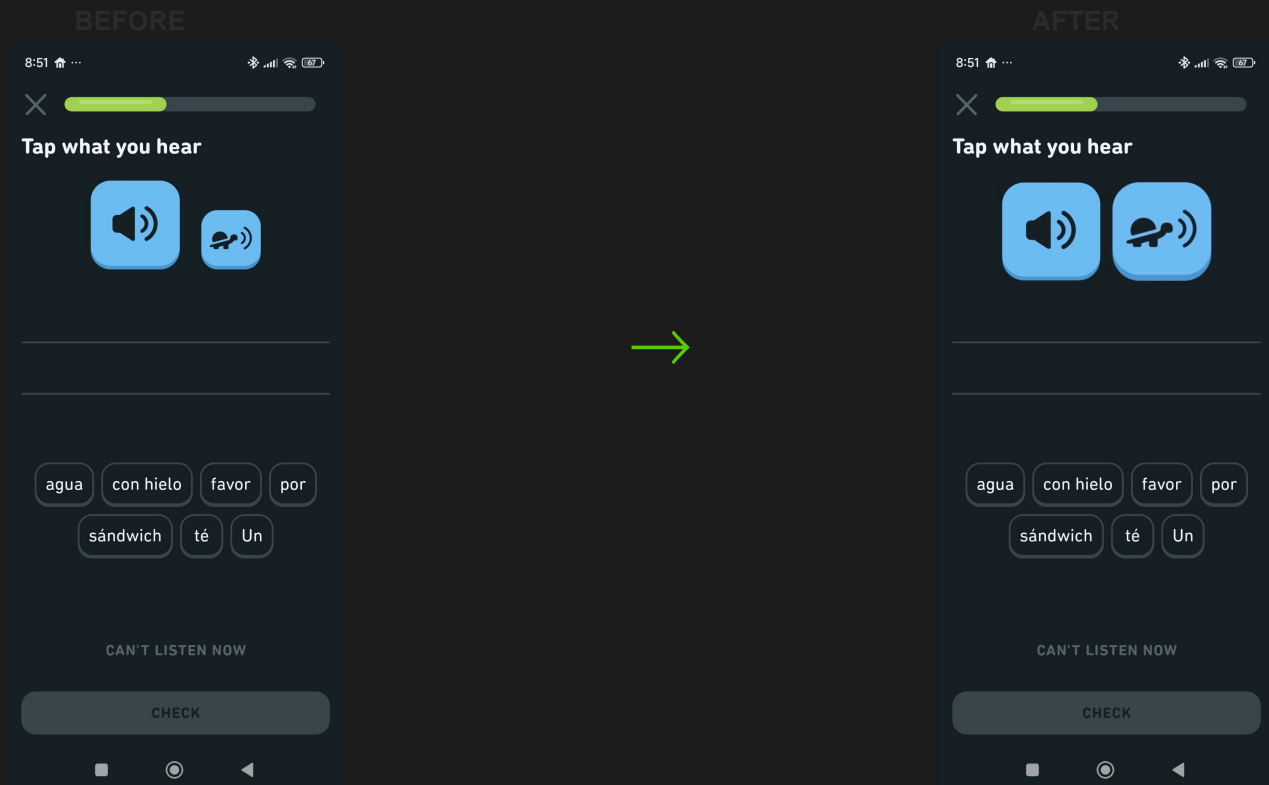 BEFORE
AFTER
8:51
67
Tap what you hear
agua
con hielo
favor
por
sándwich
té
Un
CAN'T LISTEN NOW
CHECK
8:51
67
Tap what you hear
agua
con hielo
favor
por
sándwich
té
Un
CAN'T LISTEN NOW
CHECK